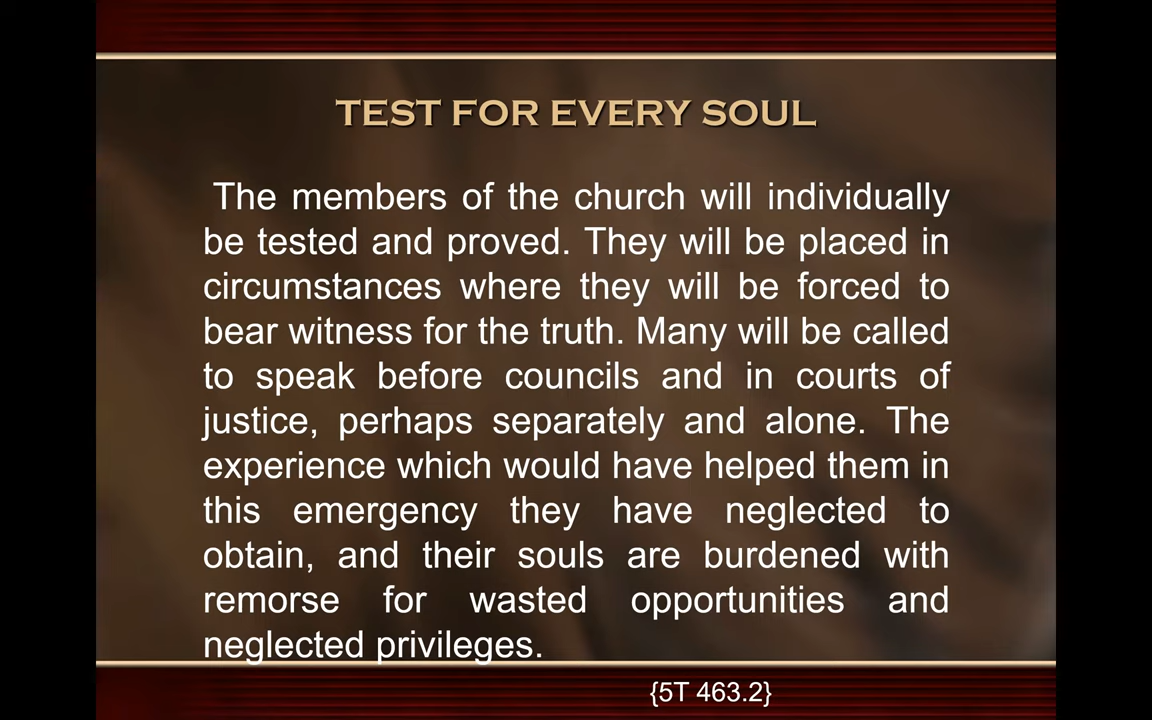 TEST FOR EVERY SOUL
The members of the church will individually
be tested and proved. They will be placed in
circumstances where they will be forced to
bear witness for the truth. Many will be called
to speak before councils and in courts of
justice, perhaps separately and alone. The
experience which would have helped them in
this emergency they have neglected to
obtain, and their souls are burdened with
remorse for wasted opportunities and
neglected privileges.
{5T 463.2}